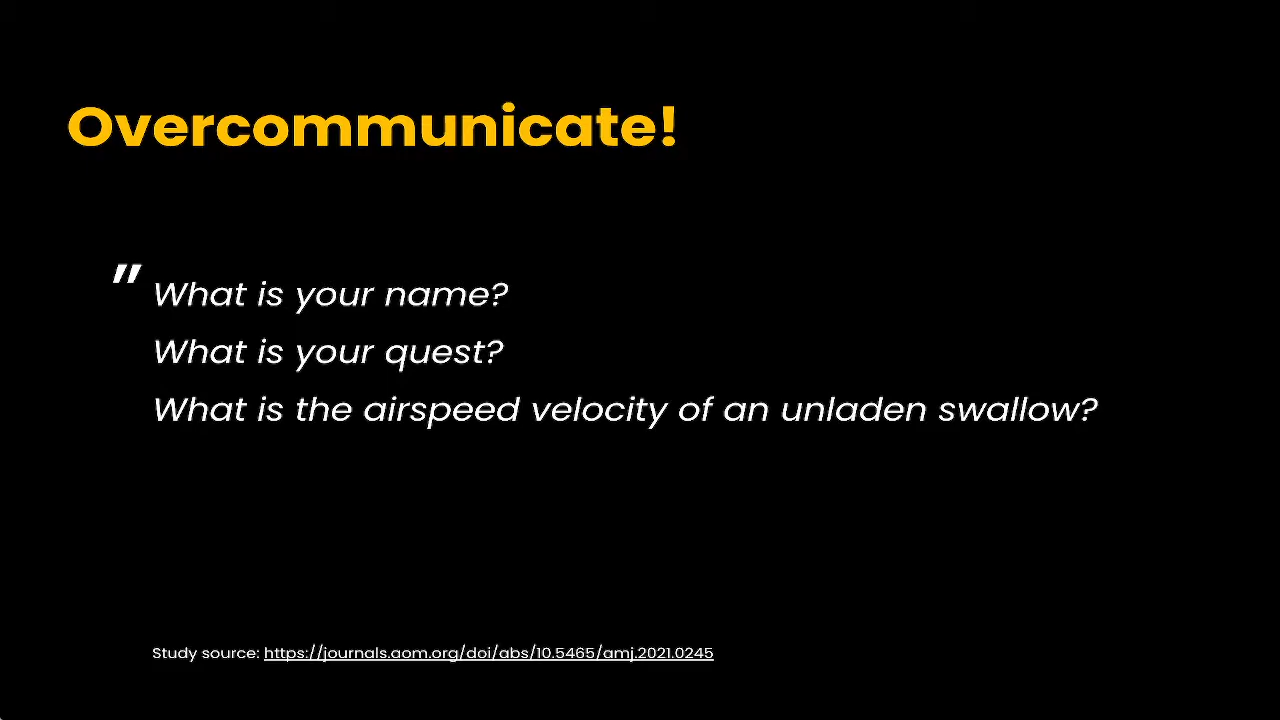 Overcommunicate!
" What is your name?
What is your quest?
What is the airspeed velocity of an unladen swallow?
Study source: https://journals.aom.org/doi/abs/10.5465/amj.2021.0245